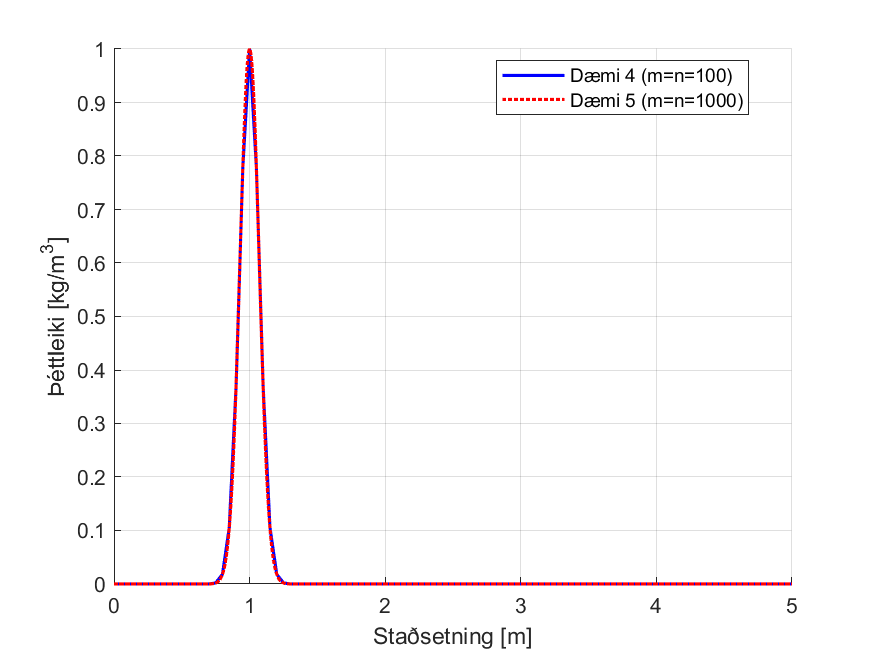 Dæmi 4 (m=n=100)
Dæmi 5 (m=n=1000)
Þéttleiki [kg/m³]
1
0.9
0.8
0.7
0.6
0.5
0.4
0.3
0.2
0.1
0
0 1 2 3 4 5
Staðsetning [m]